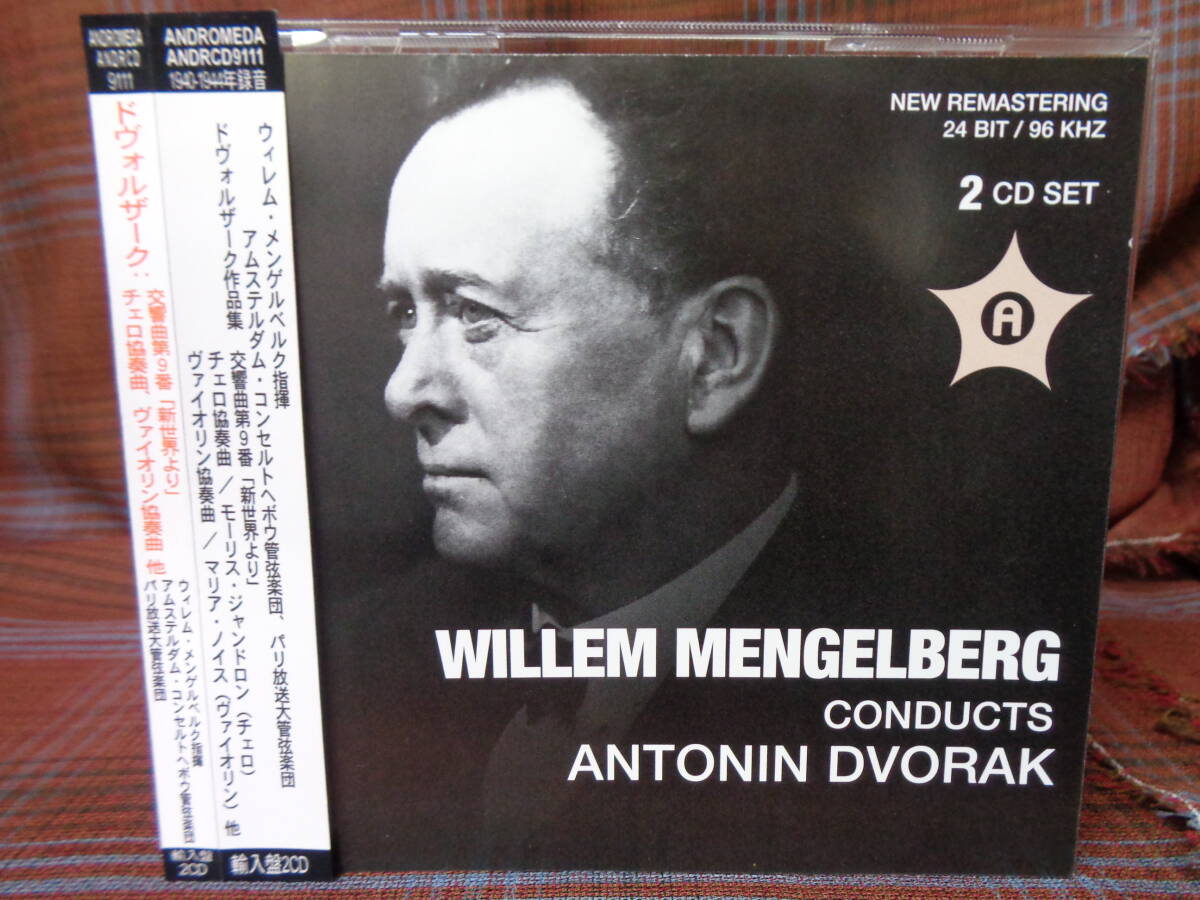 ANDROMEDA
ANDRCD
9111
ドヴォルザーク:
交響曲第9番「新世界より」
チェロ協奏曲、ヴァイオリン協奏曲 他
ウィレム・メンゲルベルク指揮
アムステルダム・コンセルトヘボウ管弦楽団
パリ放送大管弦楽団
輸入盤
2CD
ANDROMEDA
ANDRCD9111
1940-1944年録音
ウィレム・メンゲルベルク指揮
アムステルダム・コンセルトヘボウ管弦楽団、パリ放送大管弦楽団
ドヴォルザーク作品集
交響曲第9番「新世界より」
チェロ協奏曲 / モーリス・ジャンドロン(チェロ)
ヴァイオリン協奏曲 / マリア・ノイス(ヴァイオリン) 他
輸入盤2CD
NEW REMASTERING
24 BIT / 96 KHZ
2 CD SET
A
WILLEM MENGELBERG
CONDUCTS
ANTONIN DVORAK